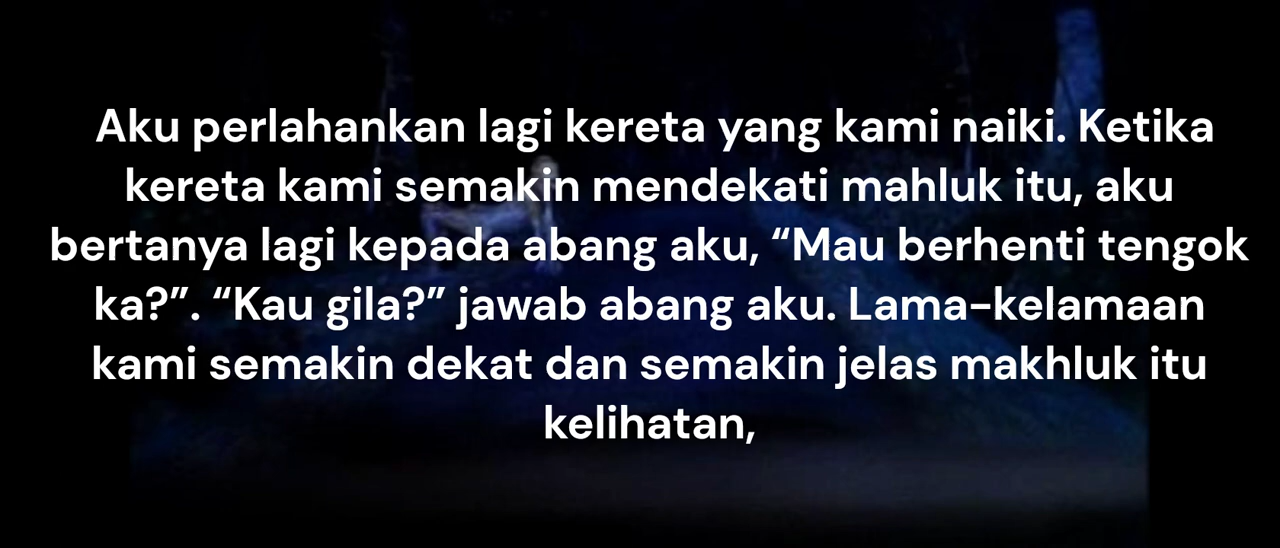 Aku perlahankan lagi kereta yang kami naiki. Ketika
kereta kami semakin mendekati mahluk itu, aku
bertanya lagi kepada abang aku, “Mau berhenti tengok
ka?”. “Kau gila?” jawab abang aku. Lama-kelamaan
kami semakin dekat dan semakin jelas makhluk itu
kelihatan,